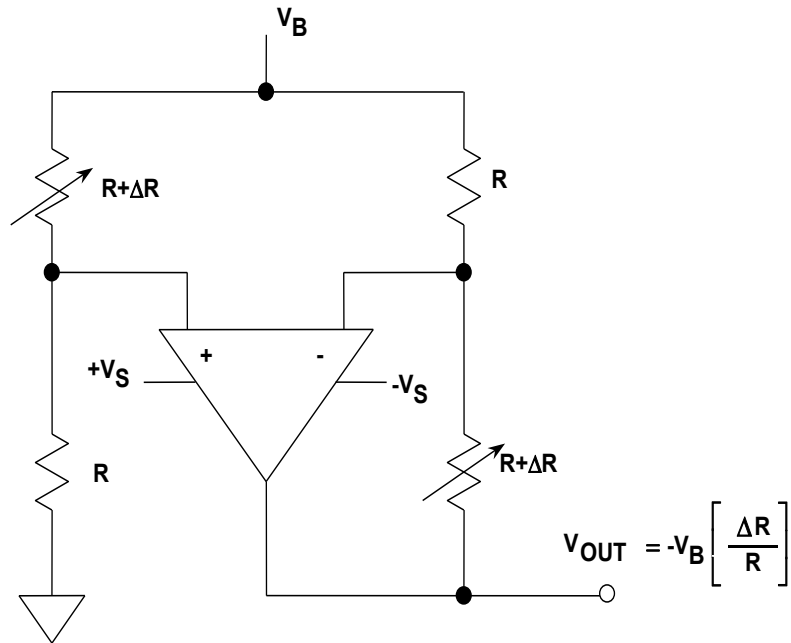 VB
R+ΔR
R
+
-
+VS
-VS
R
R+ΔR
VOUT = -VB [ ΔR / R ]